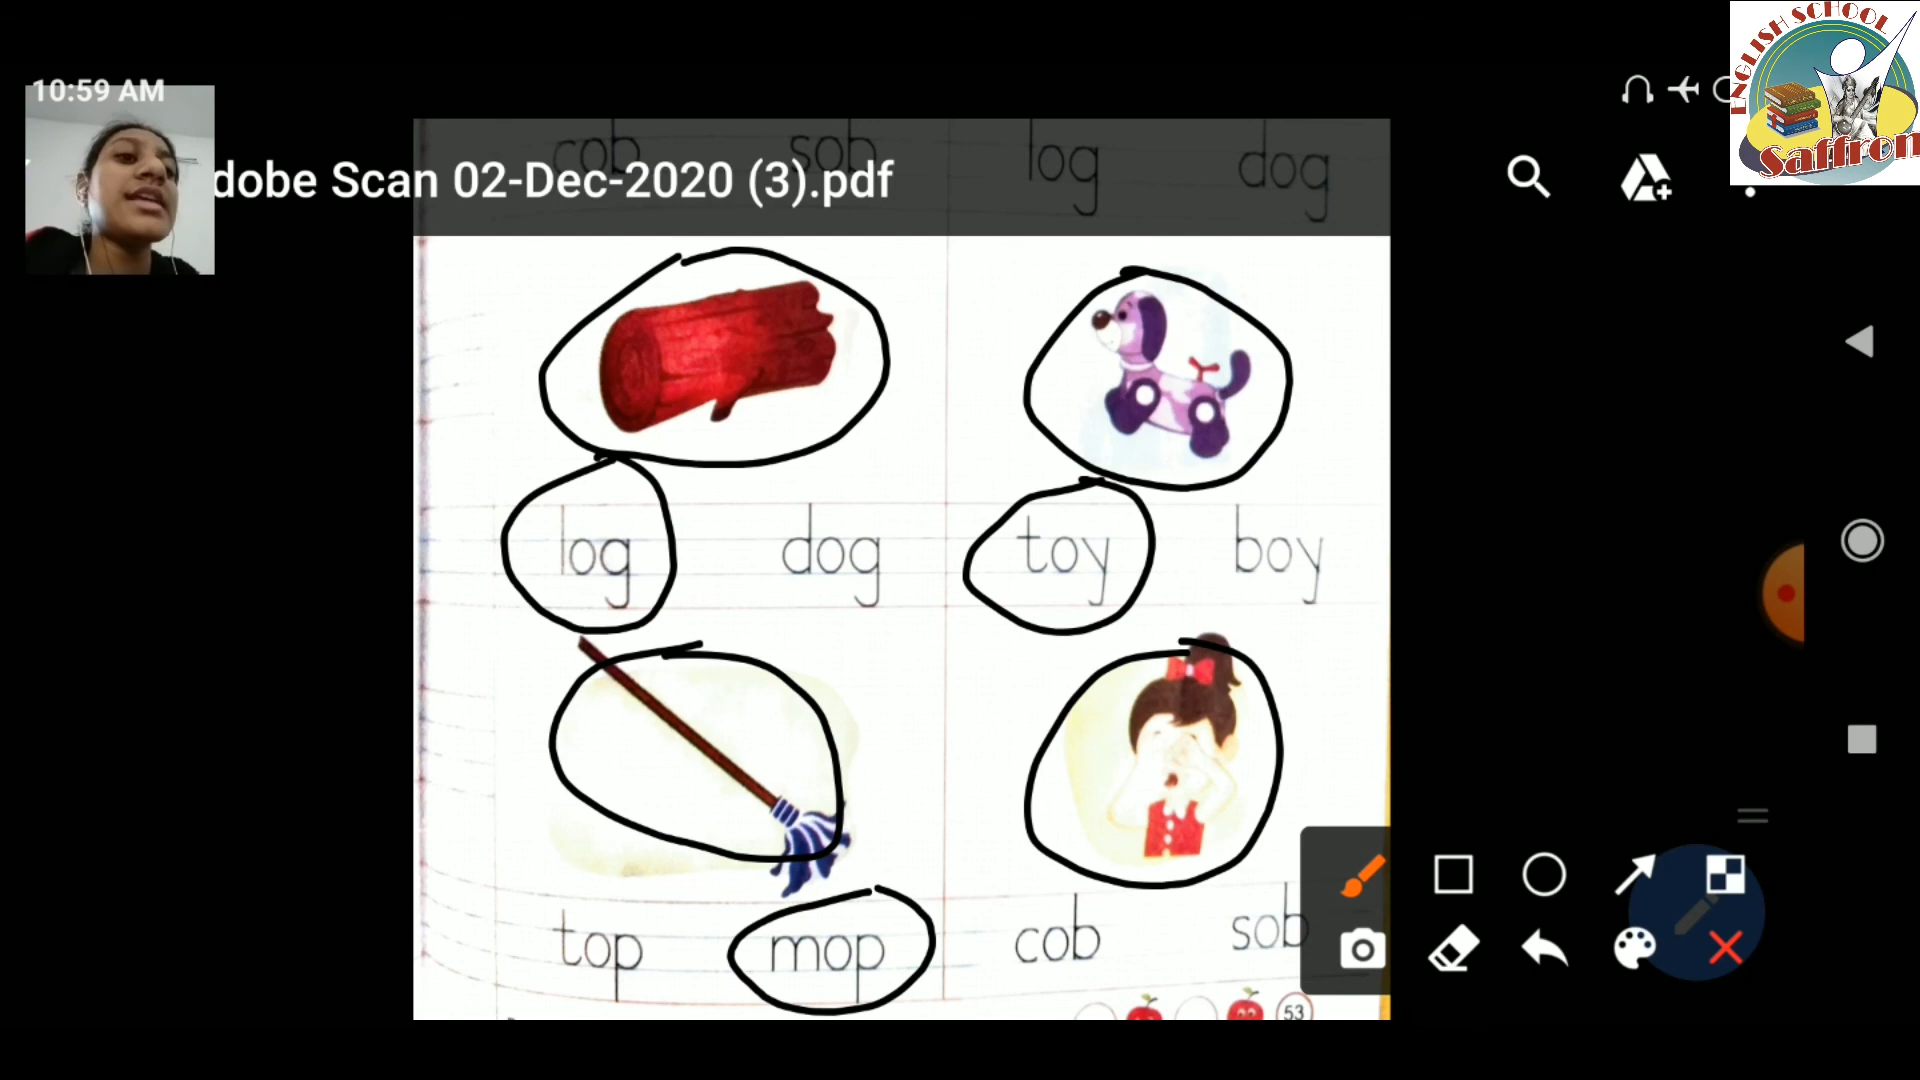 10:59 AM
ENGLISH SCHOOL
Saffron
dobe Scan 02-Dec-2020 (3).pdf
cob sob log dog
log dog toy boy
top mop cob sob
53